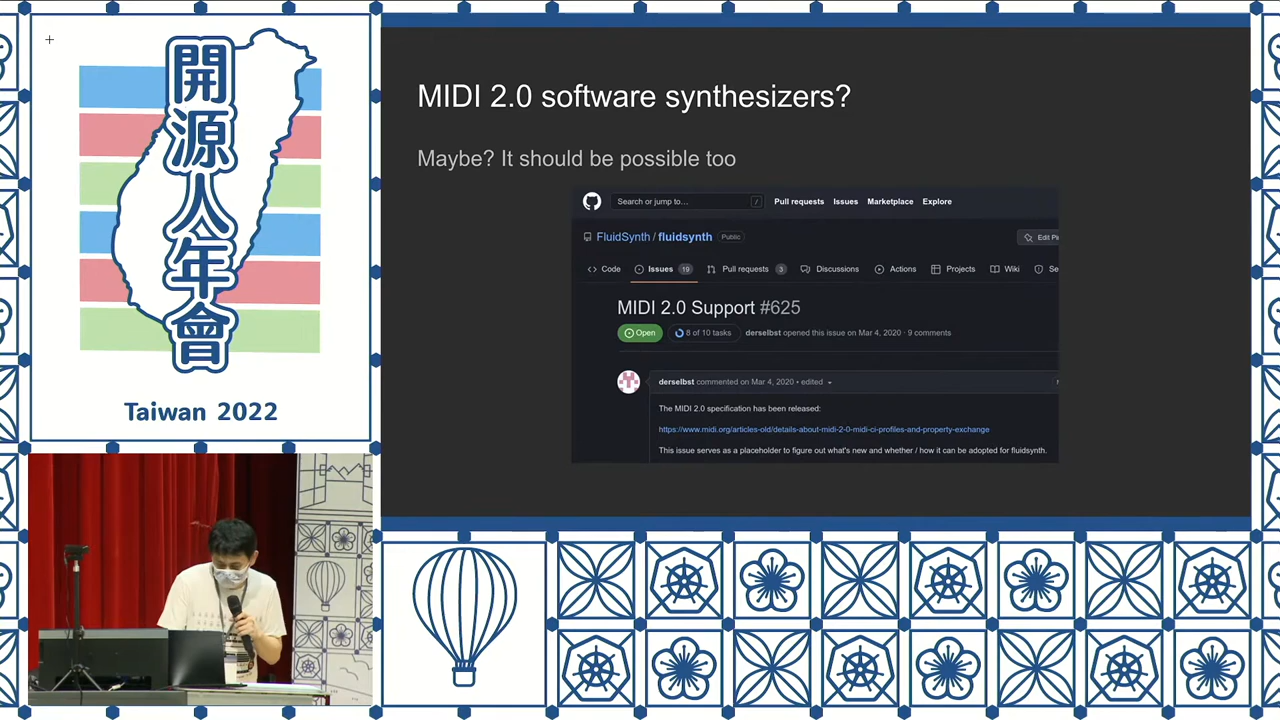 開源人年會
Taiwan 2022
MIDI 2.0 software synthesizers?
Maybe? It should be possible too
Search or jump to… /
Pull requests Issues Marketplace Explore
FluidSynth / fluidsynth Public
Edit Pi
Code Issues 19 Pull requests 3 Discussions Actions Projects Wiki Se
MIDI 2.0 Support #625
Open 8 of 10 tasks derselbst opened this issue on Mar 4, 2020 · 9 comments
derselbst commented on Mar 4, 2020 • edited
The MIDI 2.0 specification has been released:
https://www.midi.org/articles-old/details-about-midi-2-0-midi-ci-profiles-and-property-exchange
This issue serves as a placeholder to figure out what's new and whether / how it can be adopted for fluidsynth.